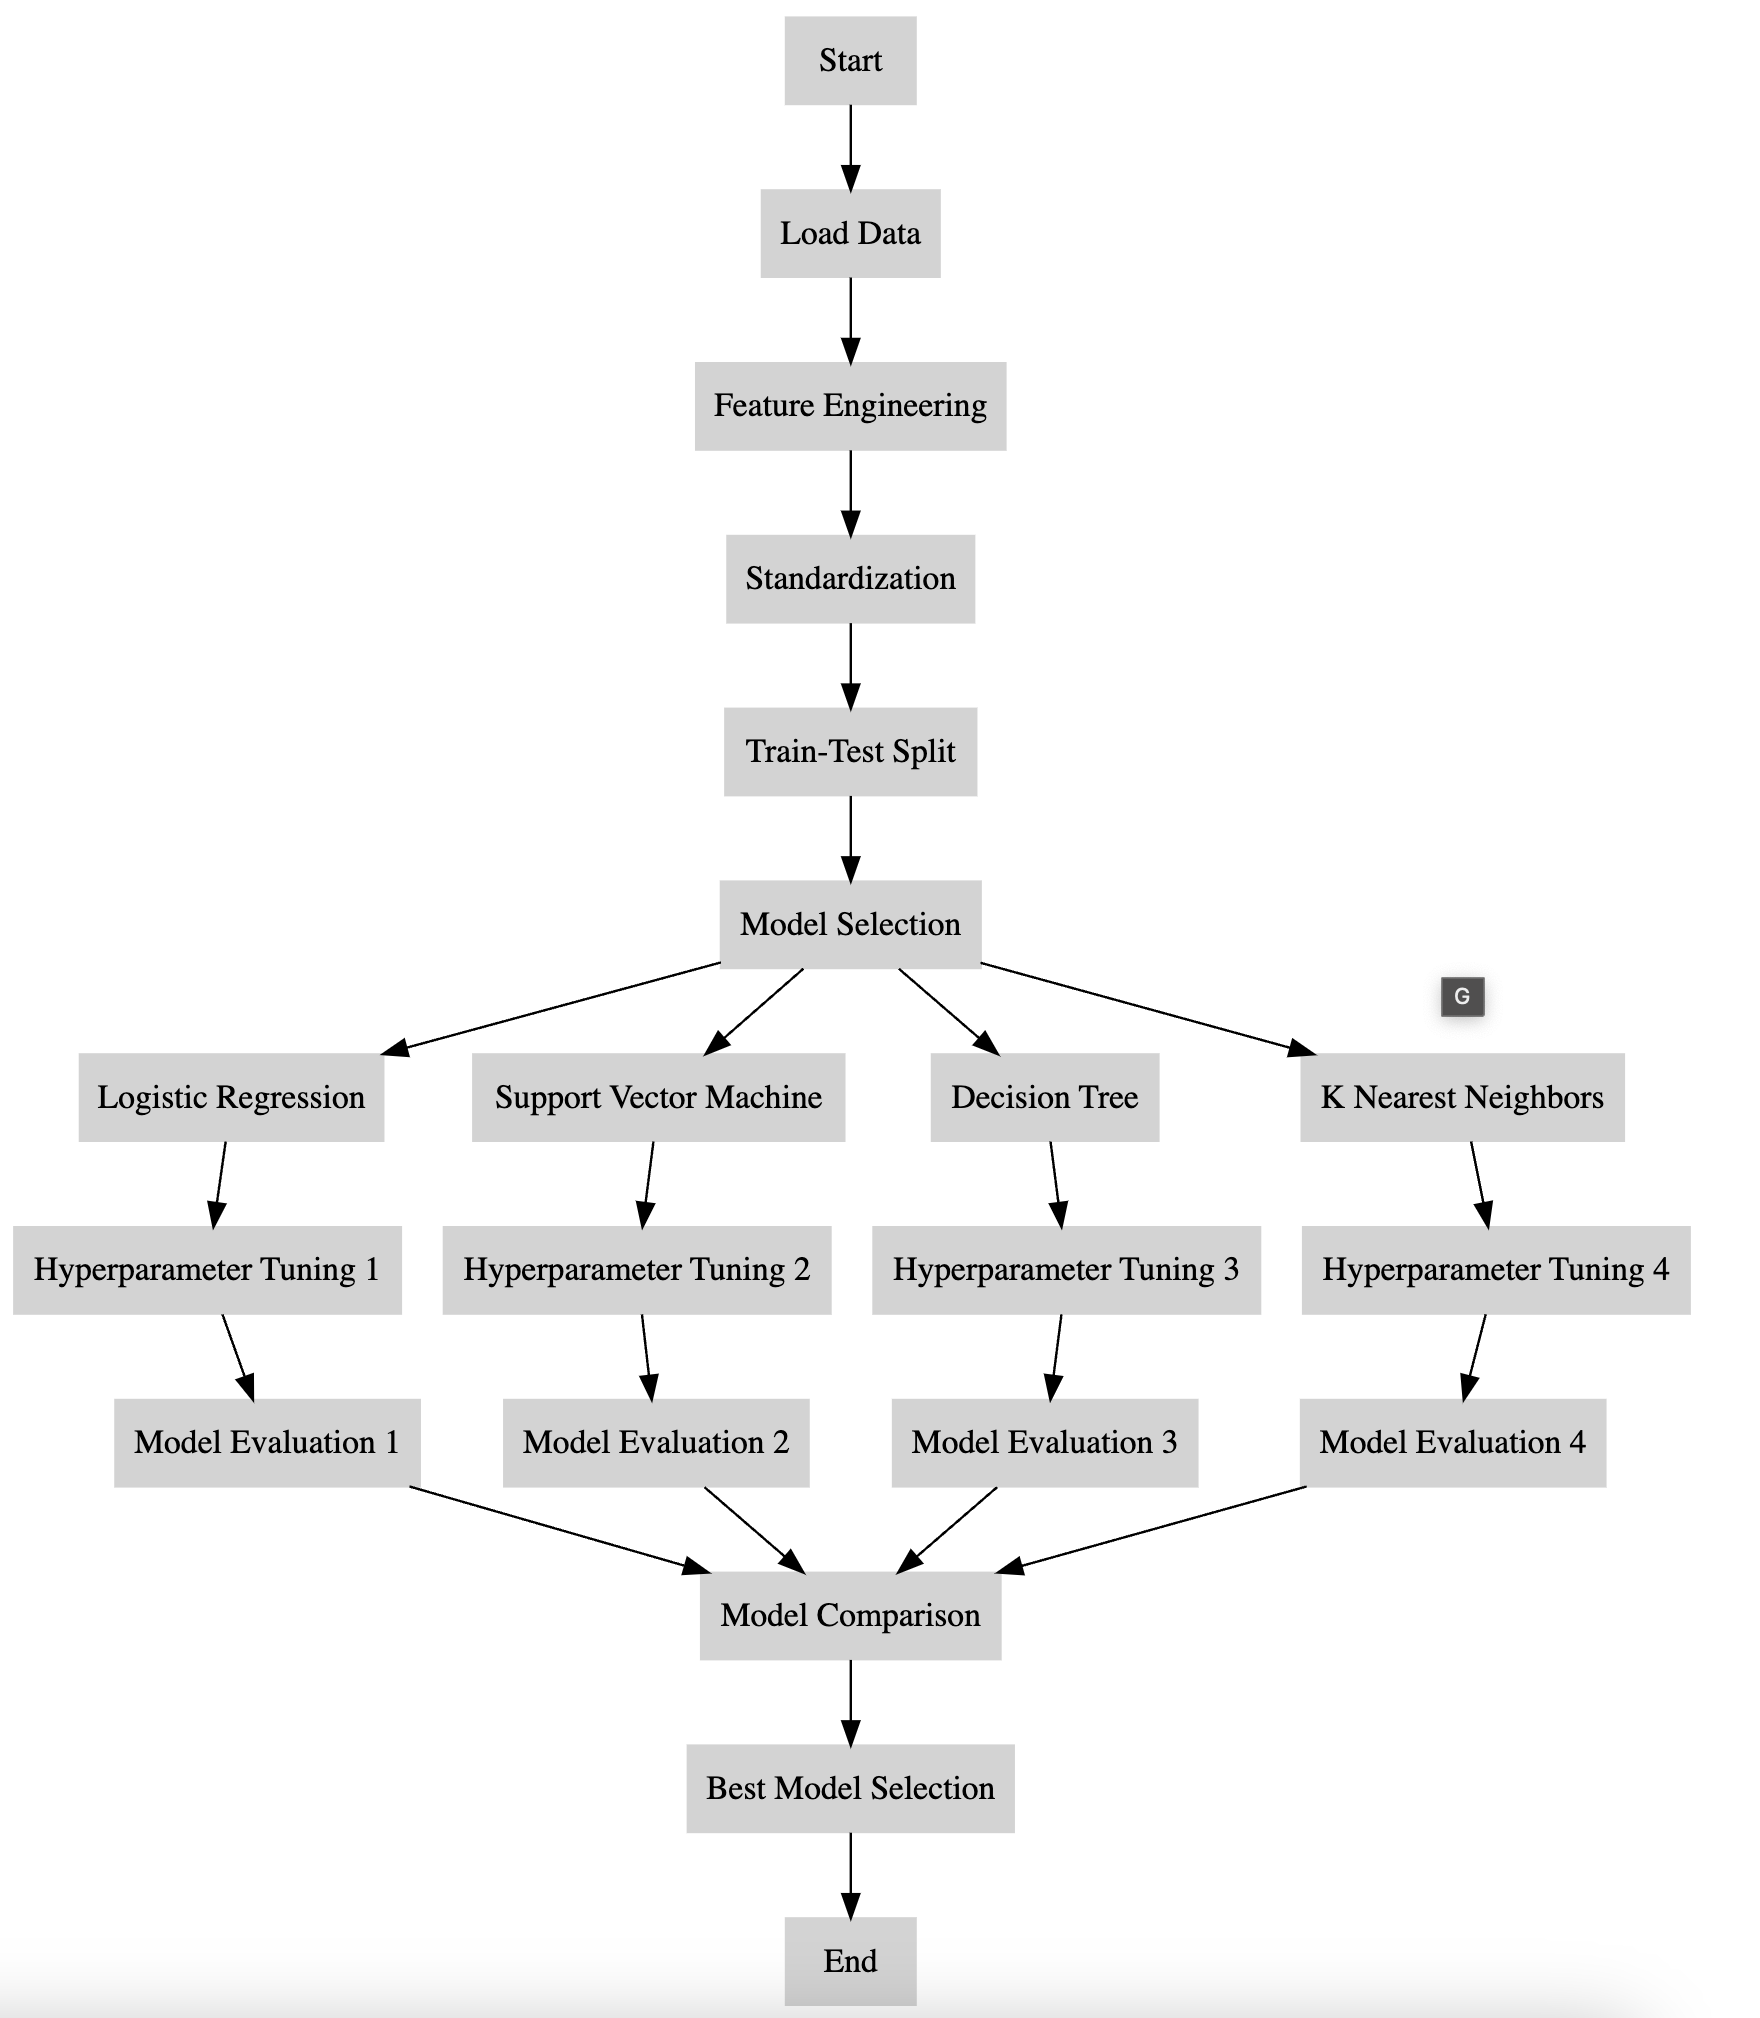 Start
Load Data
Feature Engineering
Standardization
Train-Test Split
Model Selection
G
Logistic Regression
Support Vector Machine
Decision Tree
K Nearest Neighbors
Hyperparameter Tuning 1
Hyperparameter Tuning 2
Hyperparameter Tuning 3
Hyperparameter Tuning 4
Model Evaluation 1
Model Evaluation 2
Model Evaluation 3
Model Evaluation 4
Model Comparison
Best Model Selection
End